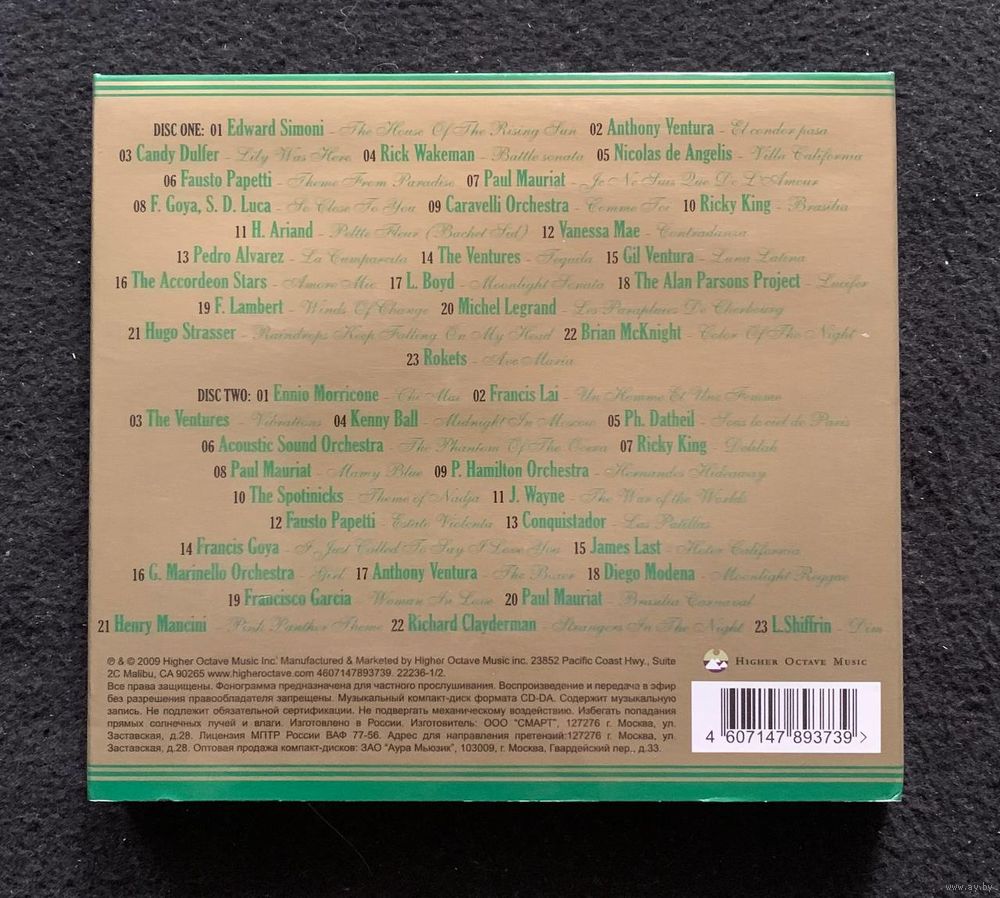 DISC ONE: 01 Edward Simoni - The House Of The Rising Sun 02 Anthony Ventura - El condor pasa
03 Candy Dulfer - Lily Was Here 04 Rick Wakeman - Battle sonata 05 Nicolas de Angelis - Villa California
06 Fausto Papetti - Theme From Paradise 07 Paul Mauriat - Je Ne Suis Que De L'Amour
08 F. Goya, S. D. Luca - So Close To You 09 Caravelli Orchestra - Comme Toi 10 Ricky King - Brasilia
11 H. Ariand - Petite Fleur (Bachet Sid) 12 Vanessa Mae - Contradanza
13 Pedro Alvarez - La Cumparcita 14 The Ventures - Tequila 15 Gil Ventura - Luna Latina
16 The Accordeon Stars - Amore Mio 17 L. Boyd - Moonlight Sonata 18 The Alan Parsons Project - Lucifer
19 F. Lambert - Winds Of Change 20 Michel Legrand - Les Parapluies De Cherbourg
21 Hugo Strasser - Raindrops Keep Falling On My Head 22 Brian McKnight - Color Of The Night
23 Rokets - Ave Maria
DISC TWO: 01 Ennio Morricone - Chi Mai 02 Francis Lai - Un Homme Et Une Femme
03 The Ventures - Vibrations 04 Kenny Ball - Midnight In Moscow 05 Ph. Datheil - Sous le ciel de Paris
06 Acoustic Sound Orchestra - The Phantom Of The Opera 07 Ricky King - Delilah
08 Paul Mauriat - Mamy Blue 09 P. Hamilton Orchestra - Hernandes Hideaway
10 The Spotinicks - Theme of Nadja 11 J. Wayne - The War of the Worlds
12 Fausto Papetti - Estate Violenta 13 Conquistador - Las Patillas
14 Francis Goya - I Just Called To Say I Love You 15 James Last - Hotel California
16 G. Marinello Orchestra - Girl 17 Anthony Ventura - The Boxer 18 Diego Modena - Moonlight Reggae
19 Francisco Garcia - Woman In Love 20 Paul Mauriat - Brasilia Carnaval
21 Henry Mancini - Pink Panther Theme 22 Richard Clayderman - Strangers In The Night 23 L.Shiffrin - Dim
℗ & © 2009 Higher Octave Music Inc. Manufactured & Marketed by Higher Octave Music inc. 23852 Pacific Coast Hwy., Suite
2C Malibu, CA 90265 www.higheroctave.com 4607147893739. 22236-1/2.
Все права защищены. Фонограмма предназначена для частного прослушивания. Воспроизведение и передача в эфир
без разрешения правообладателя запрещены. Музыкальный компакт-диск формата CD-DA. Содержит музыкальную
запись. Не подлежит обязательной сертификации. Не подвергать механическому воздействию. Избегать попадания
прямых солнечных лучей и влаги. Изготовлено в России. Изготовитель: ООО "СМАРТ", 127276 г. Москва, ул.
Заставская, д.28. Лицензия МПТР России ВАФ 77-56. Адрес для направления претензий:127276 г. Москва, ул.
Заставская, д.28. Оптовая продажа компакт-дисков: ЗАО "Аура Мьюзик", 103009, г. Москва, Гвардейский пер., д.33.
HIGHER OCTAVE MUSIC
4 607147 893739 >
www.ay.by